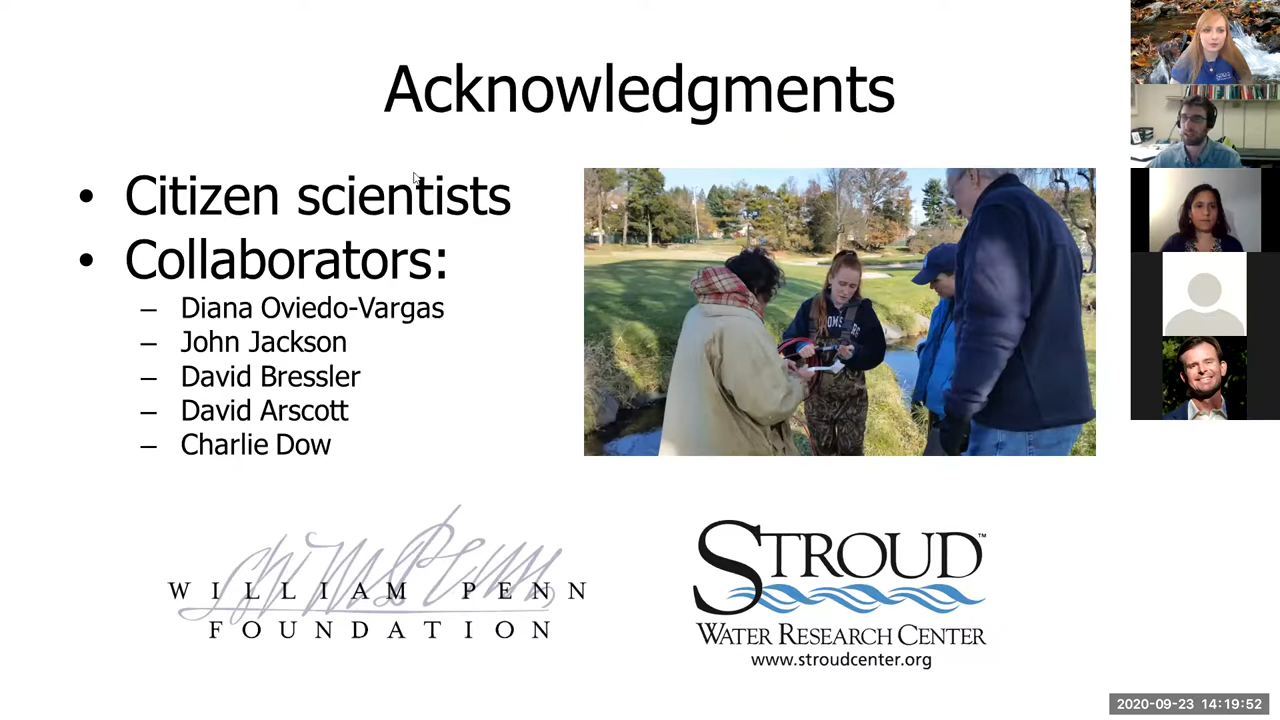 Acknowledgments
• Citizen scientists
• Collaborators:
– Diana Oviedo-Vargas
– John Jackson
– David Bressler
– David Arscott
– Charlie Dow
WILLIAM PENN
FOUNDATION
STROUD™
WATER RESEARCH CENTER
www.stroudcenter.org
2020-09-23 14:19:52